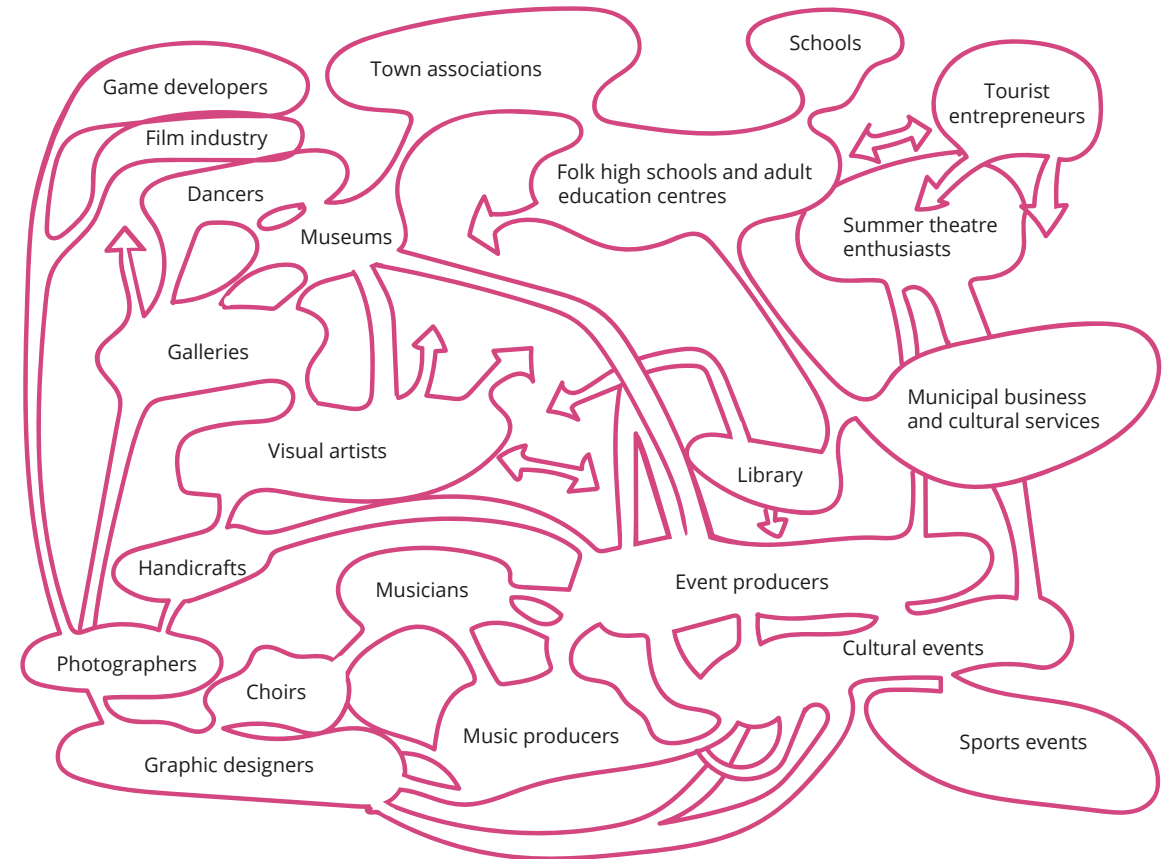 Schools
Town associations
Game developers
Tourist
entrepreneurs
Film industry
Folk high schools and adult
education centres
Dancers
Museums
Summer theatre
enthusiasts
Galleries
Municipal business
and cultural services
Visual artists
Library
Handicrafts
Musicians
Event producers
Cultural events
Photographers
Choirs
Music producers
Sports events
Graphic designers